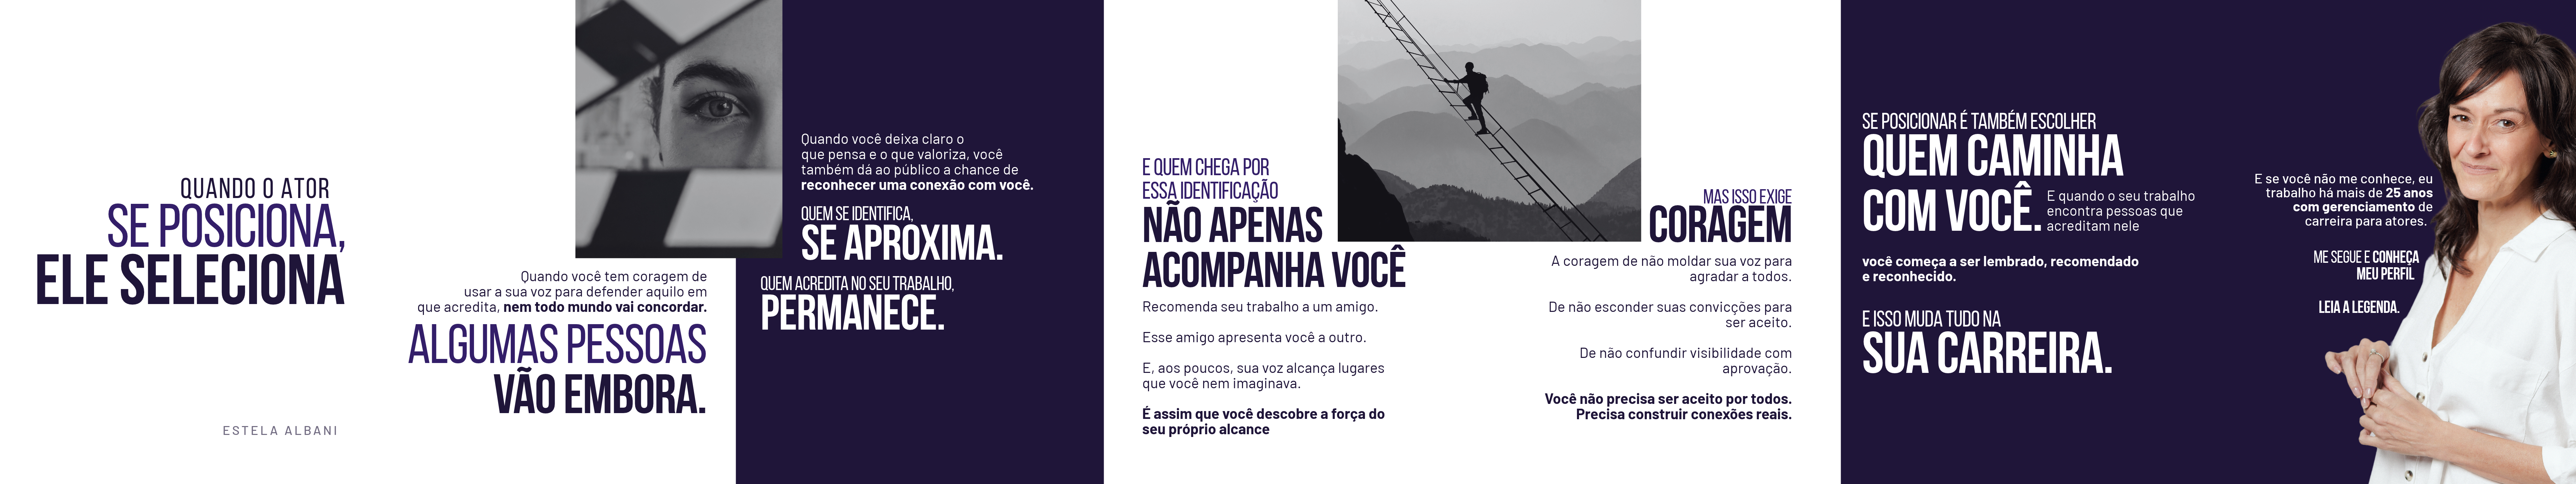 QUANDO O ATOR
SE POSICIONA,
ELE SELECIONA
ESTELA ALBANI
Quando você tem coragem de
usar a sua voz para defender aquilo em
que acredita, nem todo mundo vai concordar.
ALGUMAS PESSOAS
VÃO EMBORA.
Quando você deixa claro o
que pensa e o que valoriza, você
também dá ao público a chance de
reconhecer uma conexão com você.
QUEM SE IDENTIFICA,
SE APROXIMA.
QUEM ACREDITA NO SEU TRABALHO,
PERMANECE.
E QUEM CHEGA POR
ESSA IDENTIFICAÇÃO
NÃO APENAS
ACOMPANHA VOCÊ
Recomenda seu trabalho a um amigo.
Esse amigo apresenta você a outro.
E, aos poucos, sua voz alcança lugares
que você nem imaginava.
É assim que você descobre a força do
seu próprio alcance
MAS ISSO EXIGE
CORAGEM
A coragem de não moldar sua voz para
agradar a todos.
De não esconder suas convicções para
ser aceito.
De não confundir visibilidade com
aprovação.
Você não precisa ser aceito por todos.
Precisa construir conexões reais.
SE POSICIONAR É TAMBÉM ESCOLHER
QUEM CAMINHA
COM VOCÊ.
E quando o seu trabalho
encontra pessoas que
acreditam nele
você começa a ser lembrado, recomendado
e reconhecido.
E ISSO MUDA TUDO NA
SUA CARREIRA.
E se você não me conhece, eu
trabalho há mais de 25 anos
com gerenciamento de
carreira para atores.
ME SEGUE E CONHEÇA
MEU PERFIL
LEIA A LEGENDA.